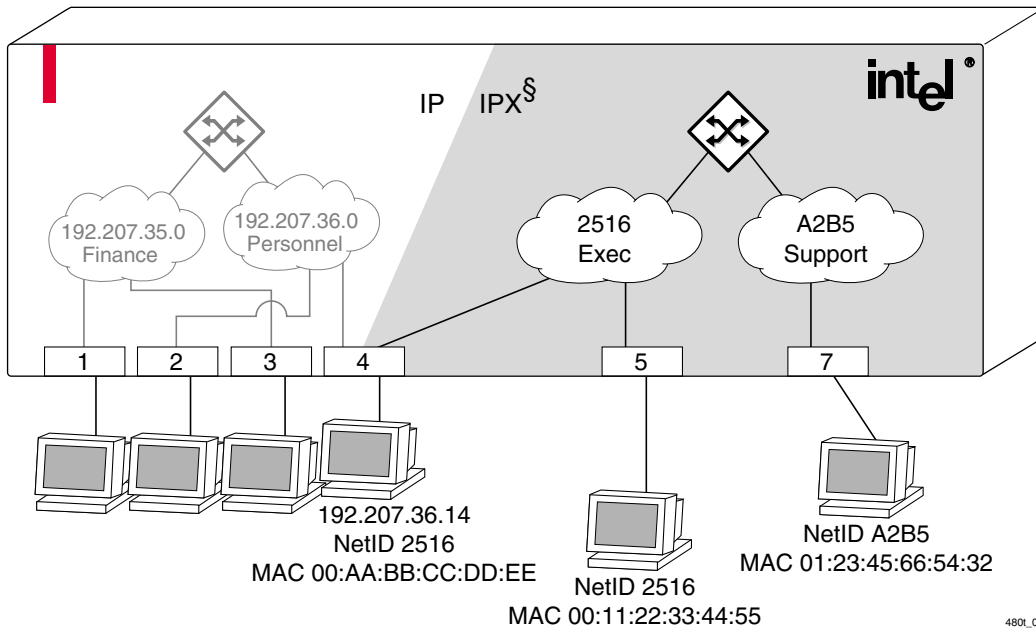 IP IPX§
intel®
192.207.35.0
Finance
192.207.36.0
Personnel
2516
Exec
A2B5
Support
1 2 3 4 5 7
192.207.36.14
NetID 2516
MAC 00:AA:BB:CC:DD:EE
NetID 2516
MAC 00:11:22:33:44:55
NetID A2B5
MAC 01:23:45:66:54:32